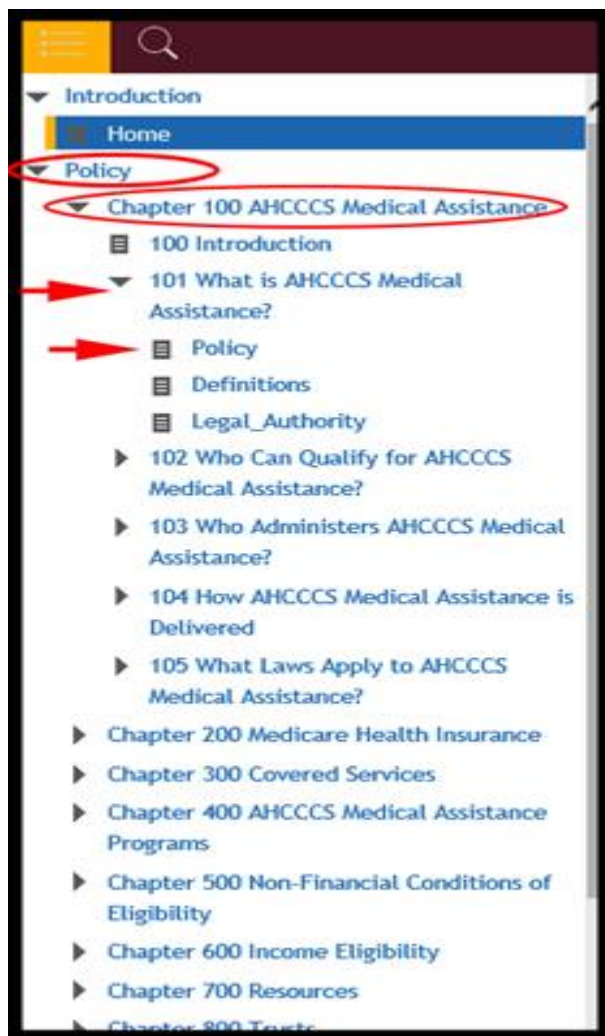 Introduction
Home
Policy
Chapter 100 AHCCCS Medical Assistance
100 Introduction
101 What is AHCCCS Medical
Assistance?
Policy
Definitions
Legal_Authority
102 Who Can Qualify for AHCCCS
Medical Assistance?
103 Who Administers AHCCCS Medical
Assistance?
104 How AHCCCS Medical Assistance is
Delivered
105 What Laws Apply to AHCCCS
Medical Assistance?
Chapter 200 Medicare Health Insurance
Chapter 300 Covered Services
Chapter 400 AHCCCS Medical Assistance
Programs
Chapter 500 Non-Financial Conditions of
Eligibility
Chapter 600 Income Eligibility
Chapter 700 Resources
Chapter 800 Trusts